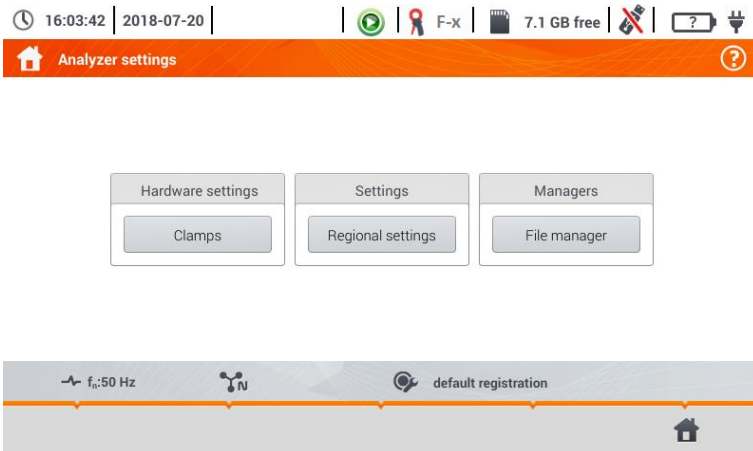 16:03:42 2018-07-20 F-x 7.1 GB free ?
Analyzer settings ?
Hardware settings Settings Managers
Clamps Regional settings File manager
fn:50 Hz N default registration